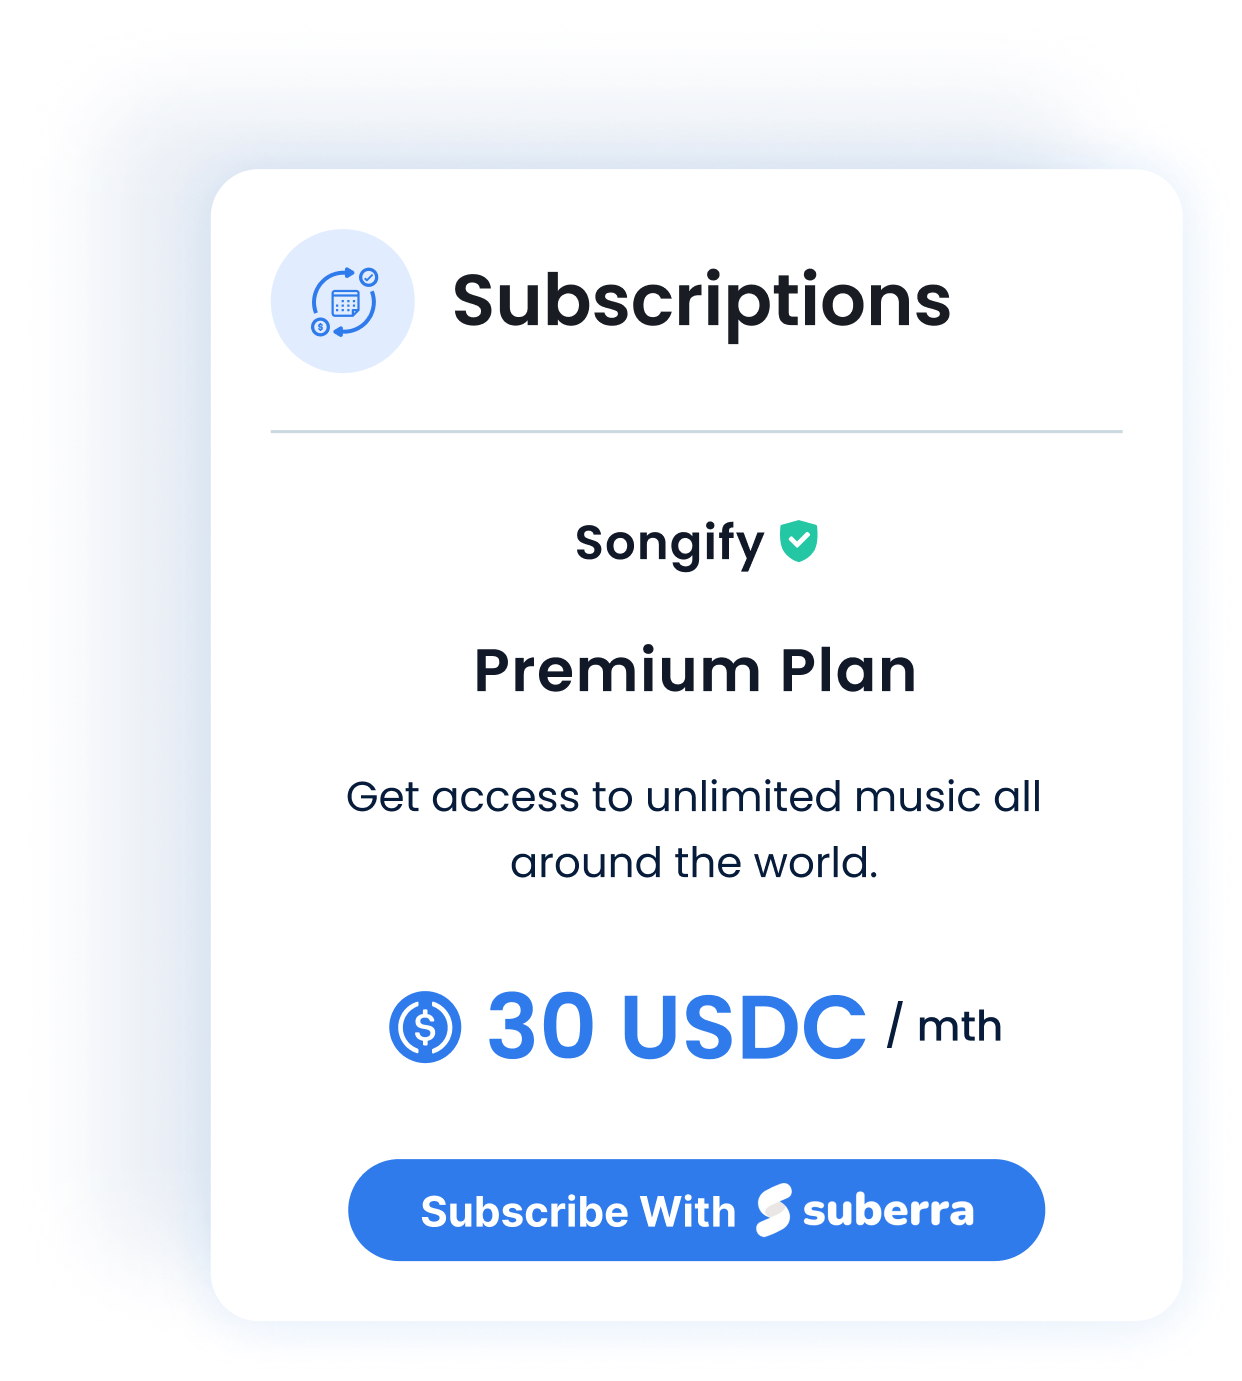 Subscriptions
Songify
Premium Plan
Get access to unlimited music all
around the world.
$ 30 USDC / mth
Subscribe With suberra